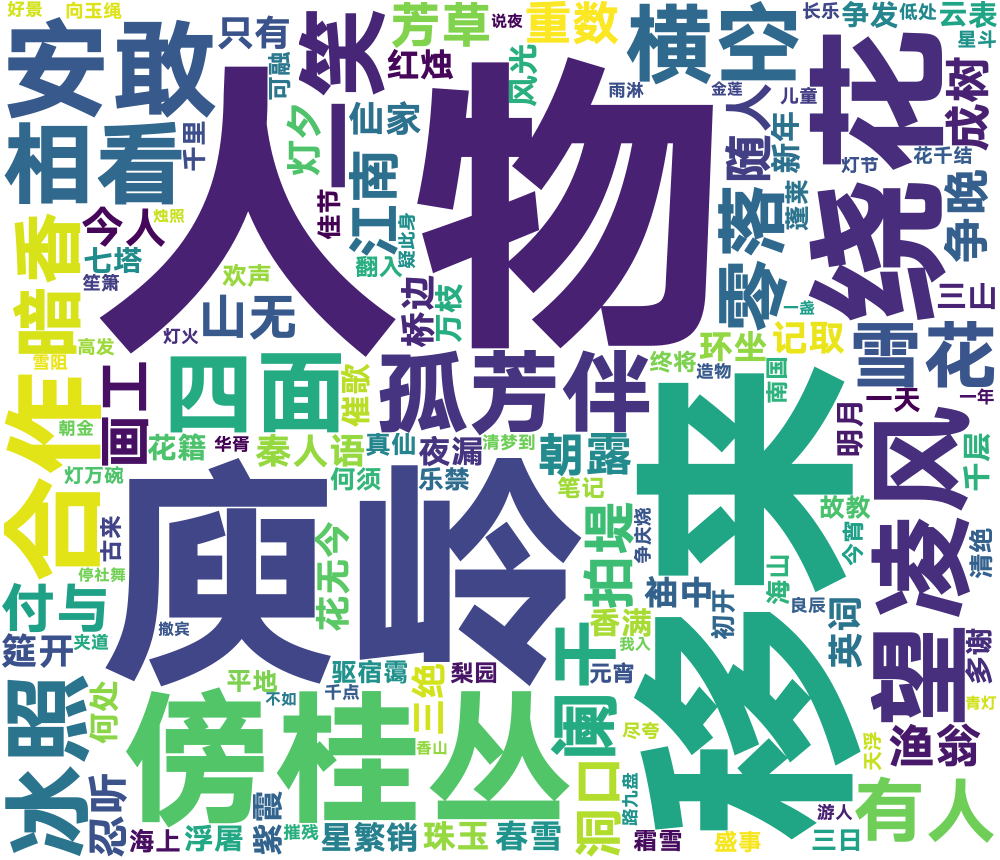 好景
向玉绳
只有
一笑
芳草
说夜
重数
横空
长乐
争发
低处
云表
星斗
安敢
可融
红烛
风光
雨淋
金莲
儿童
绕花
成树
相看
千里
灯夕
仙家
人物
随人
新年
灯节
花千结
今人
烛照
佳节
江南
疑此身
零落
蓬莱
争晚
暗香
七塔
笙箫
欢声
翻入
桥边
万枝
一盏
三山
山无
灯火
高发
雪阻
终将
环坐
记取
雪花
合作
画工
四面
催歌
孤芳伴
造物
南国
一天
一年
朝金
花籍
华胥
秦人语
真仙
夜漏
清梦到
朝露
移来
明月
凌风
千层
灯万碗
何须
乐禁
笔记
庾岭
古来
花无今
拍堤
争庆烧
故教
今宵
清绝
停社舞
付与
撤宾
苗中
初开
海山
良辰
英词
筵开
夹道
香满
我入
阑干
望
多谢
冰照
何处
平地
驱宿霭
不如
千点
三绝
梨园
元宵
青灯
傍桂丛
香山
尽夸
天浮
渔翁
忍听
海上
浮屠
紫霞
摧残
星繁销
珠玉
春雪
洞口
路九盘
霜雪
盛事
游人
三日
有人